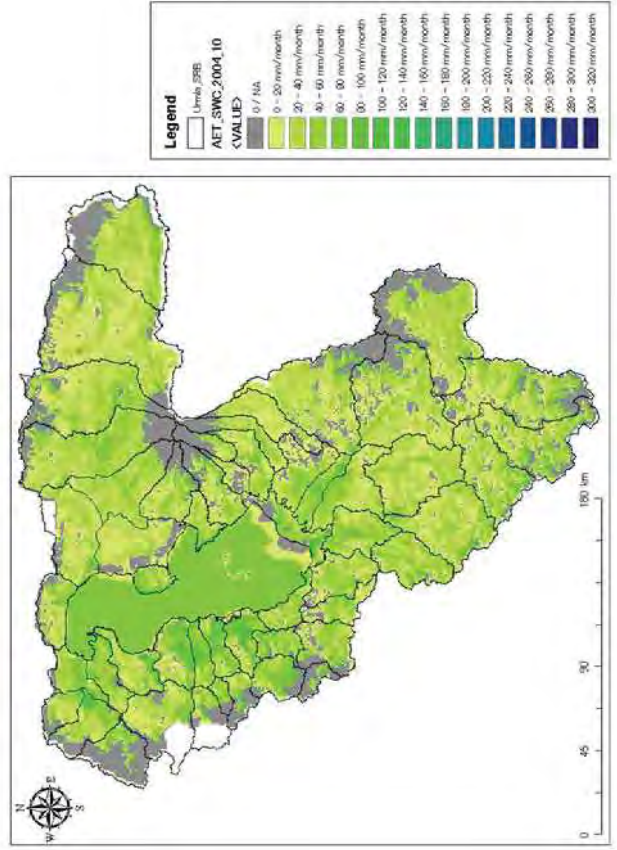 N
W
E
S
0
45
90
180 km
Legend
Urmia_SRB
AET_SWC_2004_10
<VALUE>
0 / NA
0 - 20 mm/month
20 - 40 mm/month
40 - 60 mm/month
60 - 80 mm/month
80 - 100 mm/month
100 - 120 mm/month
120 - 140 mm/month
140 - 160 mm/month
160 - 180 mm/month
180 - 200 mm/month
200 - 220 mm/month
220 - 240 mm/month
240 - 260 mm/month
260 - 280 mm/month
280 - 300 mm/month
300 - 320 mm/month